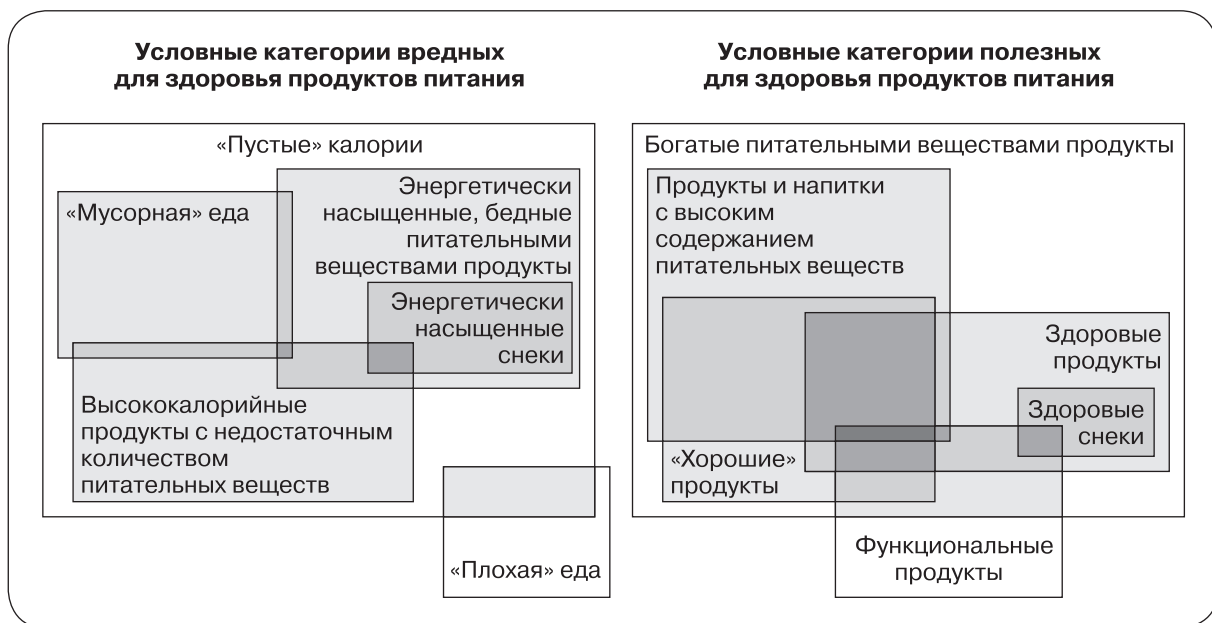 Условные категории вредных
для здоровья продуктов питания
«Пустые» калории
«Мусорная» еда
Энергетически
насыщенные, бедные
питательными
веществами продукты
Энергетически
насыщенные
снеки
Высококалорийные
продукты с недостаточным
количеством
питательных веществ
«Плохая» еда
Условные категории полезных
для здоровья продуктов питания
Богатые питательными веществами продукты
Продукты и напитки
с высоким
содержанием
питательных веществ
Здоровые
продукты
Здоровые
снеки
«Хорошие»
продукты
Функциональные
продукты